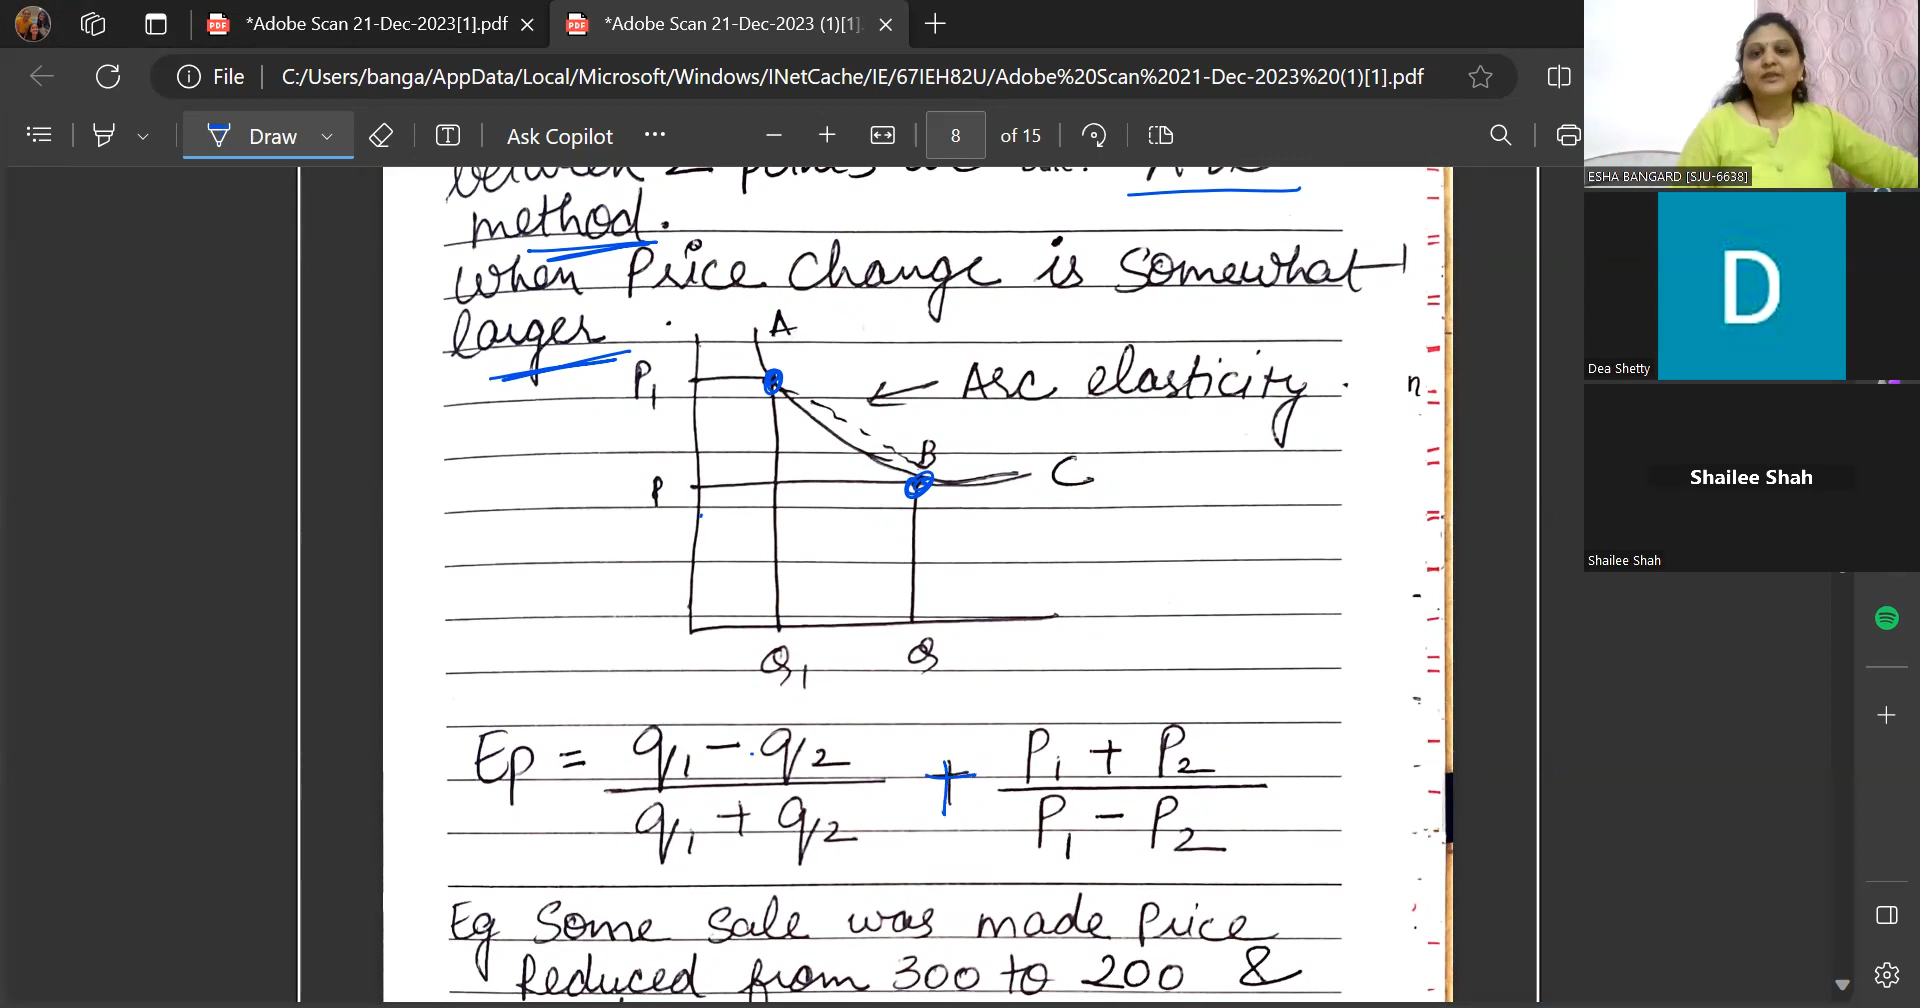 *Adobe Scan 21-Dec-2023[1].pdf
*Adobe Scan 21-Dec-2023 (1)[1].
File
C:/Users/banga/AppData/Local/Microsoft/Windows/INetCache/IE/67IEH82U/Adobe%20Scan%2021-Dec-2023%20(1)[1].pdf
Draw
Ask Copilot
8 of 15
between 2 points
method.
when Price change is somewhat
larger
A
P1
← Arc elasticity.
B
C
P
Q1 Q
Ep = q1 - q2 + P1 + P2
q1 + q2 P1 - P2
Eg Some sale was made Price
Reduced from 300 to 200 &
n
ESHA BANGARD [SJU-6638]
D
Dea Shetty
Shailee Shah
Shailee Shah